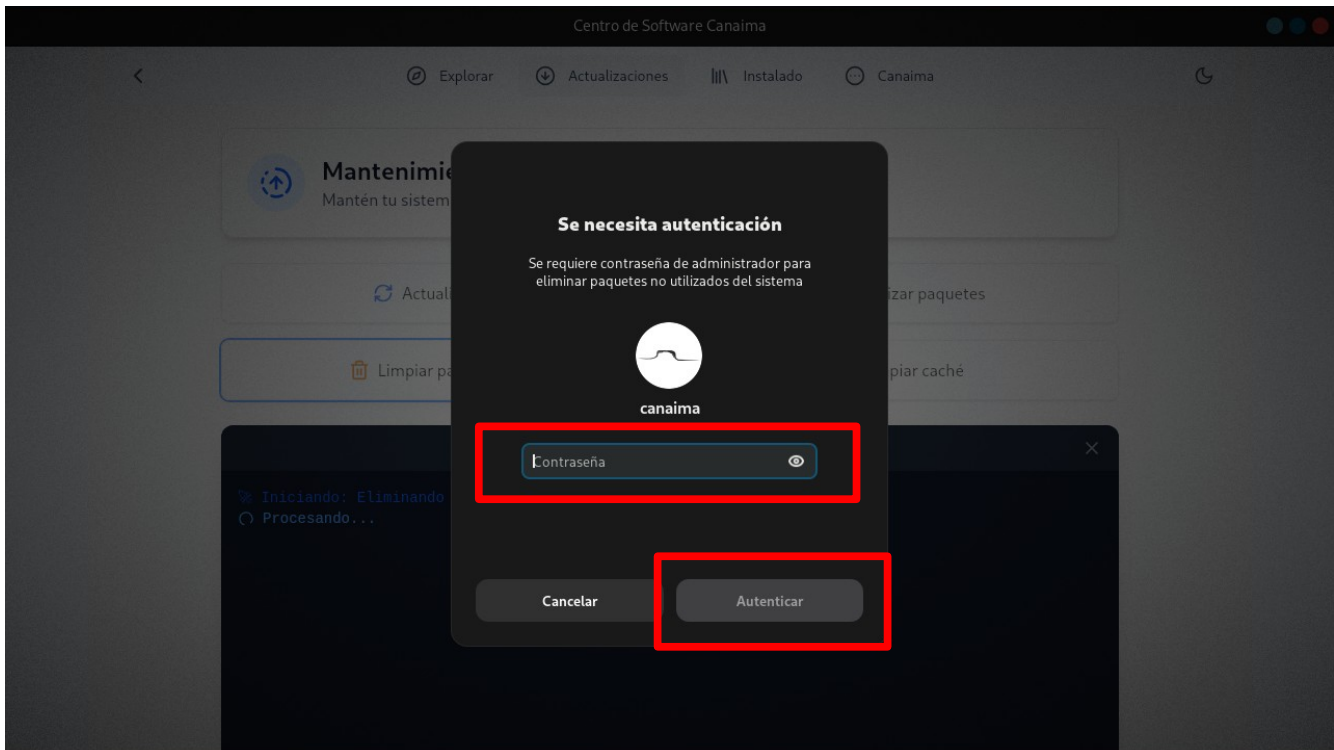 Centro de Software Canaima
Explorar
Actualizaciones
Instalado
Canaima
Mantenimie
Mantén tu sistem
Se necesita autenticación
Se requiere contraseña de administrador para
eliminar paquetes no utilizados del sistema
Actuali
izar paquetes
Limpiar pa
piar caché
canaima
Contraseña
Iniciando: Eliminando
Procesando...
Cancelar
Autenticar